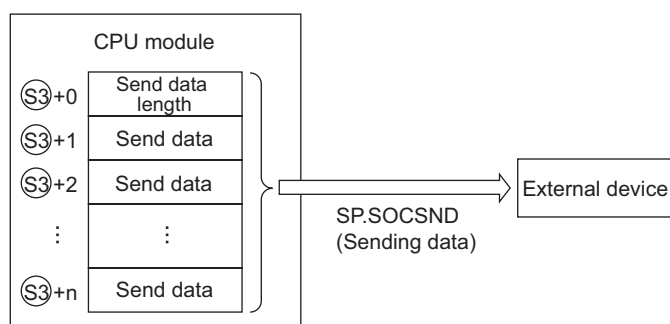 CPU module
S3+0 Send data
length
S3+1 Send data
S3+2 Send data
⋮ ⋮
S3+n Send data
SP.SOCSND
(Sending data)
External device